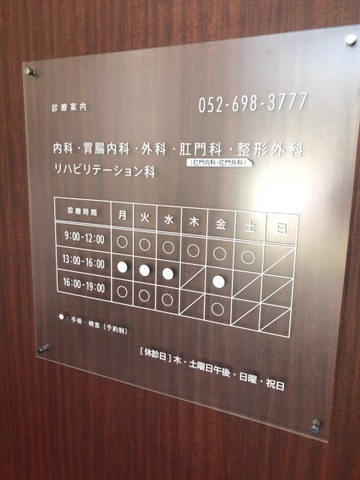 診療案内
052-698-3777
内科・胃腸内科・外科・肛門科・整形外科
(肛門内科・肛門外科)
リハビリテーション科
診療時間 月 火 水 木 金 土 日
9:00-12:00 ○ ○ ○ ○ ○ ○ ／
13:00-16:00 ● ● ● ／ ● ／ ／
16:00-19:00 ○ ○ ○ ／ ○ ／ ／
●:手術・検査(予約制)
[休診日]木・土曜日午後・日曜・祝日